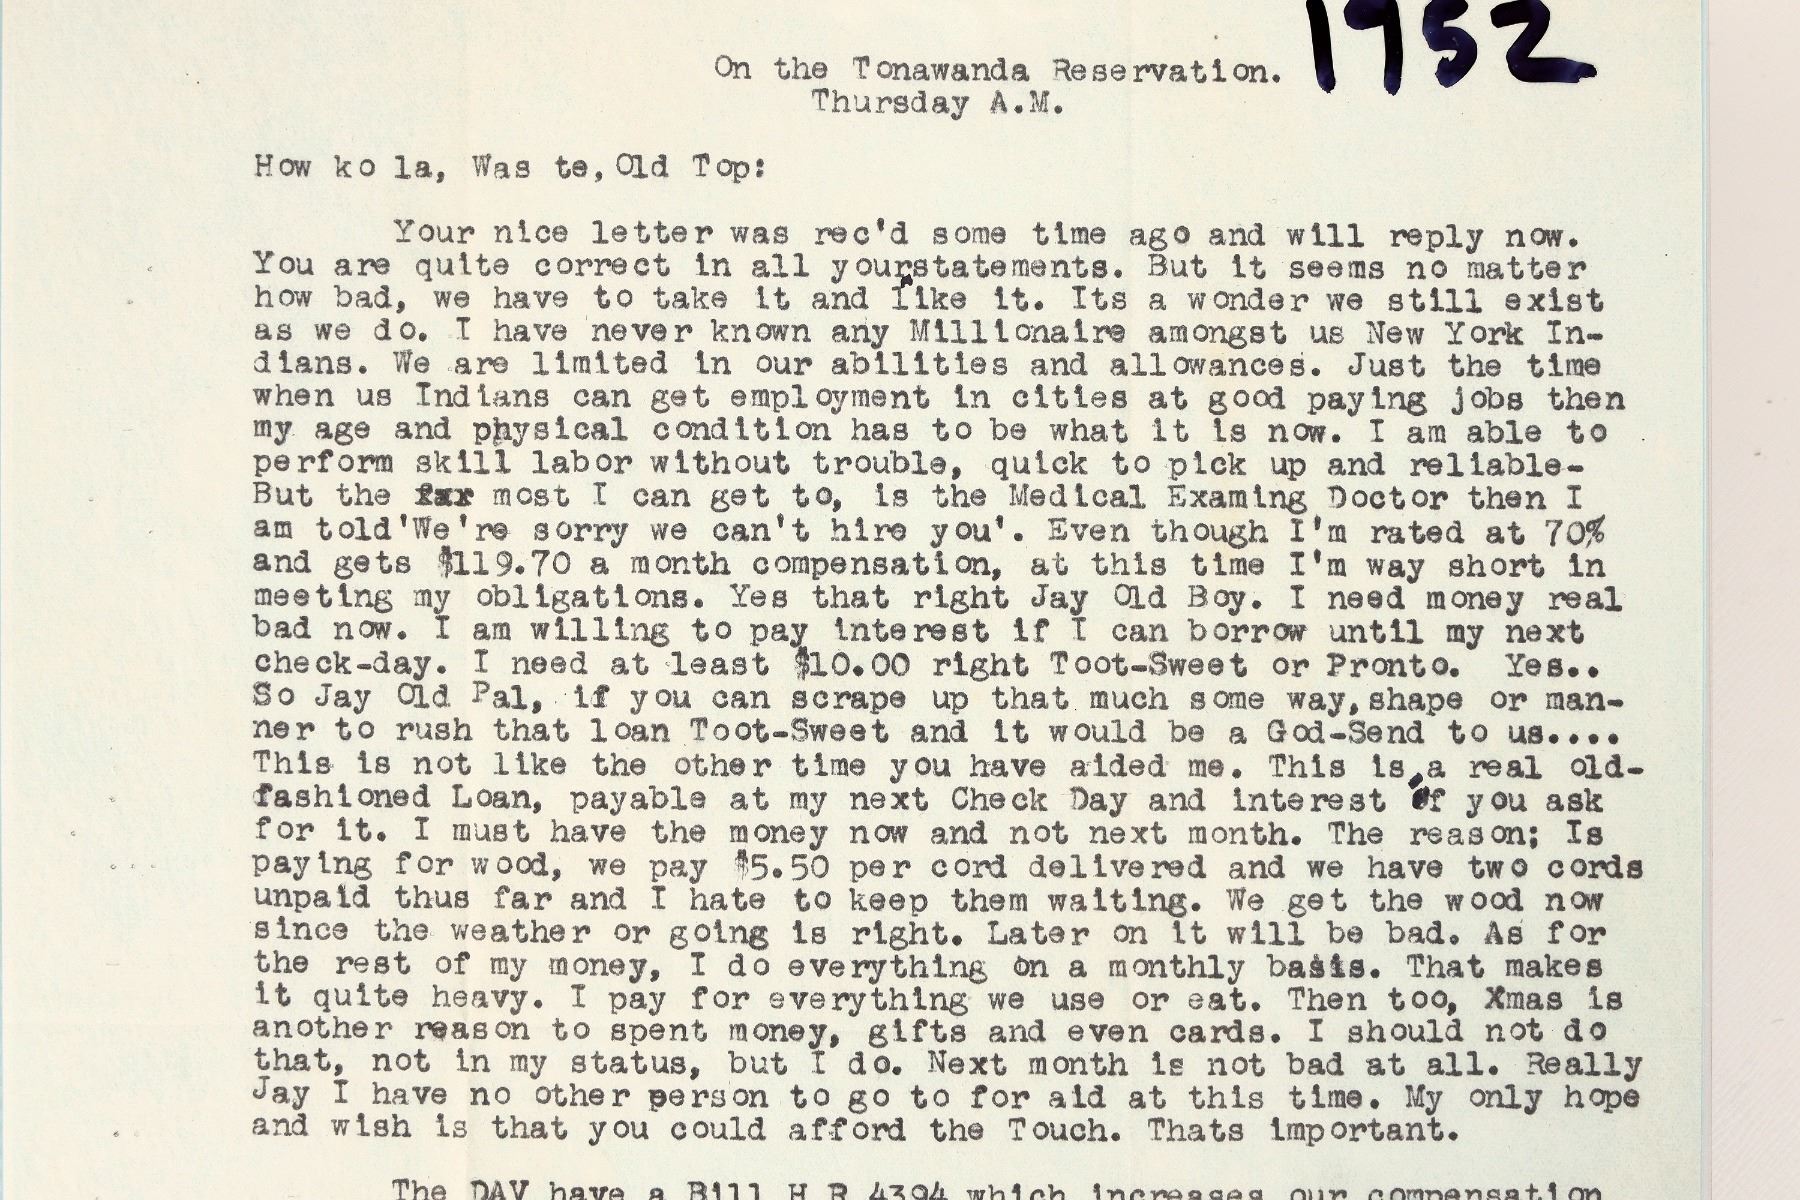 1952
On the Tonawanda Reservation.
Thursday A.M.
How ko la, Was te, Old Top:
Your nice letter was rec'd some time ago and will reply now.
You are quite correct in all yourstatements. But it seems no matter
how bad, we have to take it and like it. Its a wonder we still exist
as we do. I have never known any Millionaire amongst us New York In-
dians. We are limited in our abilities and allowances. Just the time
when us Indians can get employment in cities at good paying jobs then
my age and physical condition has to be what it is now. I am able to
perform skill labor without trouble, quick to pick up and reliable-
But the most I can get to, is the Medical Examing Doctor then I
am told'We're sorry we can't hire you'. Even though I'm rated at 70%
and gets $119.70 a month compensation, at this time I'm way short in
meeting my obligations. Yes that right Jay Old Boy. I need money real
bad now. I am willing to pay interest if I can borrow until my next
check-day. I need at least $10.00 right Toot-Sweet or Pronto. Yes..
So Jay Old Pal, if you can scrape up that much some way,shape or man-
ner to rush that loan Toot-Sweet and it would be a God-Send to us....
This is not like the other time you have aided me. This is a real old-
fashioned Loan, payable at my next Check Day and interest if you ask
for it. I must have the money now and not next month. The reason; Is
paying for wood, we pay $5.50 per cord delivered and we have two cords
unpaid thus far and I hate to keep them waiting. We get the wood now
since the weather or going is right. Later on it will be bad. As for
the rest of my money, I do everything on a monthly basis. That makes
it quite heavy. I pay for everything we use or eat. Then too, Xmas is
another reason to spent money, gifts and even cards. I should not do
that, not in my status, but I do. Next month is not bad at all. Really
Jay I have no other person to go to for aid at this time. My only hope
and wish is that you could afford the Touch. Thats important.
The DAV have a Bill H R 4394 which increases our compensation